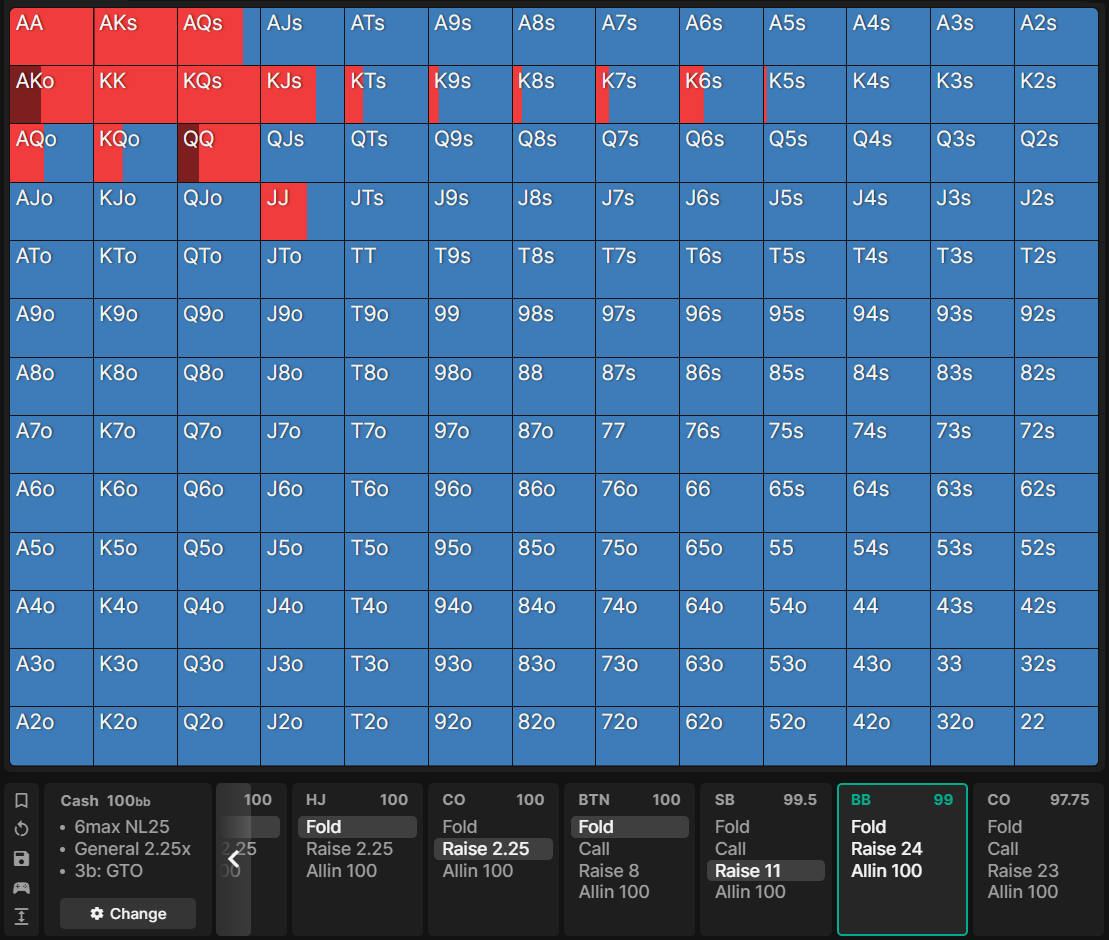 AA AKs AQs AJs ATs A9s A8s A7s A6s A5s A4s A3s A2s
AKo KK KQs KJs KTs K9s K8s K7s K6s K5s K4s K3s K2s
AQo KQo QQ QJs QTs Q9s Q8s Q7s Q6s Q5s Q4s Q3s Q2s
AJo KJo QJo JJ JTs J9s J8s J7s J6s J5s J4s J3s J2s
ATo KTo QTo JTo TT T9s T8s T7s T6s T5s T4s T3s T2s
A9o K9o Q9o J9o T9o 99 98s 97s 96s 95s 94s 93s 92s
A8o K8o Q8o J8o T8o 98o 88 87s 86s 85s 84s 83s 82s
A7o K7o Q7o J7o T7o 97o 87o 77 76s 75s 74s 73s 72s
A6o K6o Q6o J6o T6o 96o 86o 76o 66 65s 64s 63s 62s
A5o K5o Q5o J5o T5o 95o 85o 75o 65o 55 54s 53s 52s
A4o K4o Q4o J4o T4o 94o 84o 74o 64o 54o 44 43s 42s
A3o K3o Q3o J3o T3o 93o 83o 73o 63o 53o 43o 33 32s
A2o K2o Q2o J2o T2o 92o 82o 72o 62o 52o 42o 32o 22
Cash 100bb
• 6max NL25
• General 2.25x
• 3b: GTO
Change
100
2.25
00
HJ 100
Fold
Raise 2.25
Allin 100
CO 100
Fold
Raise 2.25
Allin 100
BTN 100
Fold
Call
Raise 8
Allin 100
SB 99.5
Fold
Call
Raise 11
Allin 100
BB 99
Fold
Raise 24
Allin 100
CO 97.75
Fold
Call
Raise 23
Allin 100